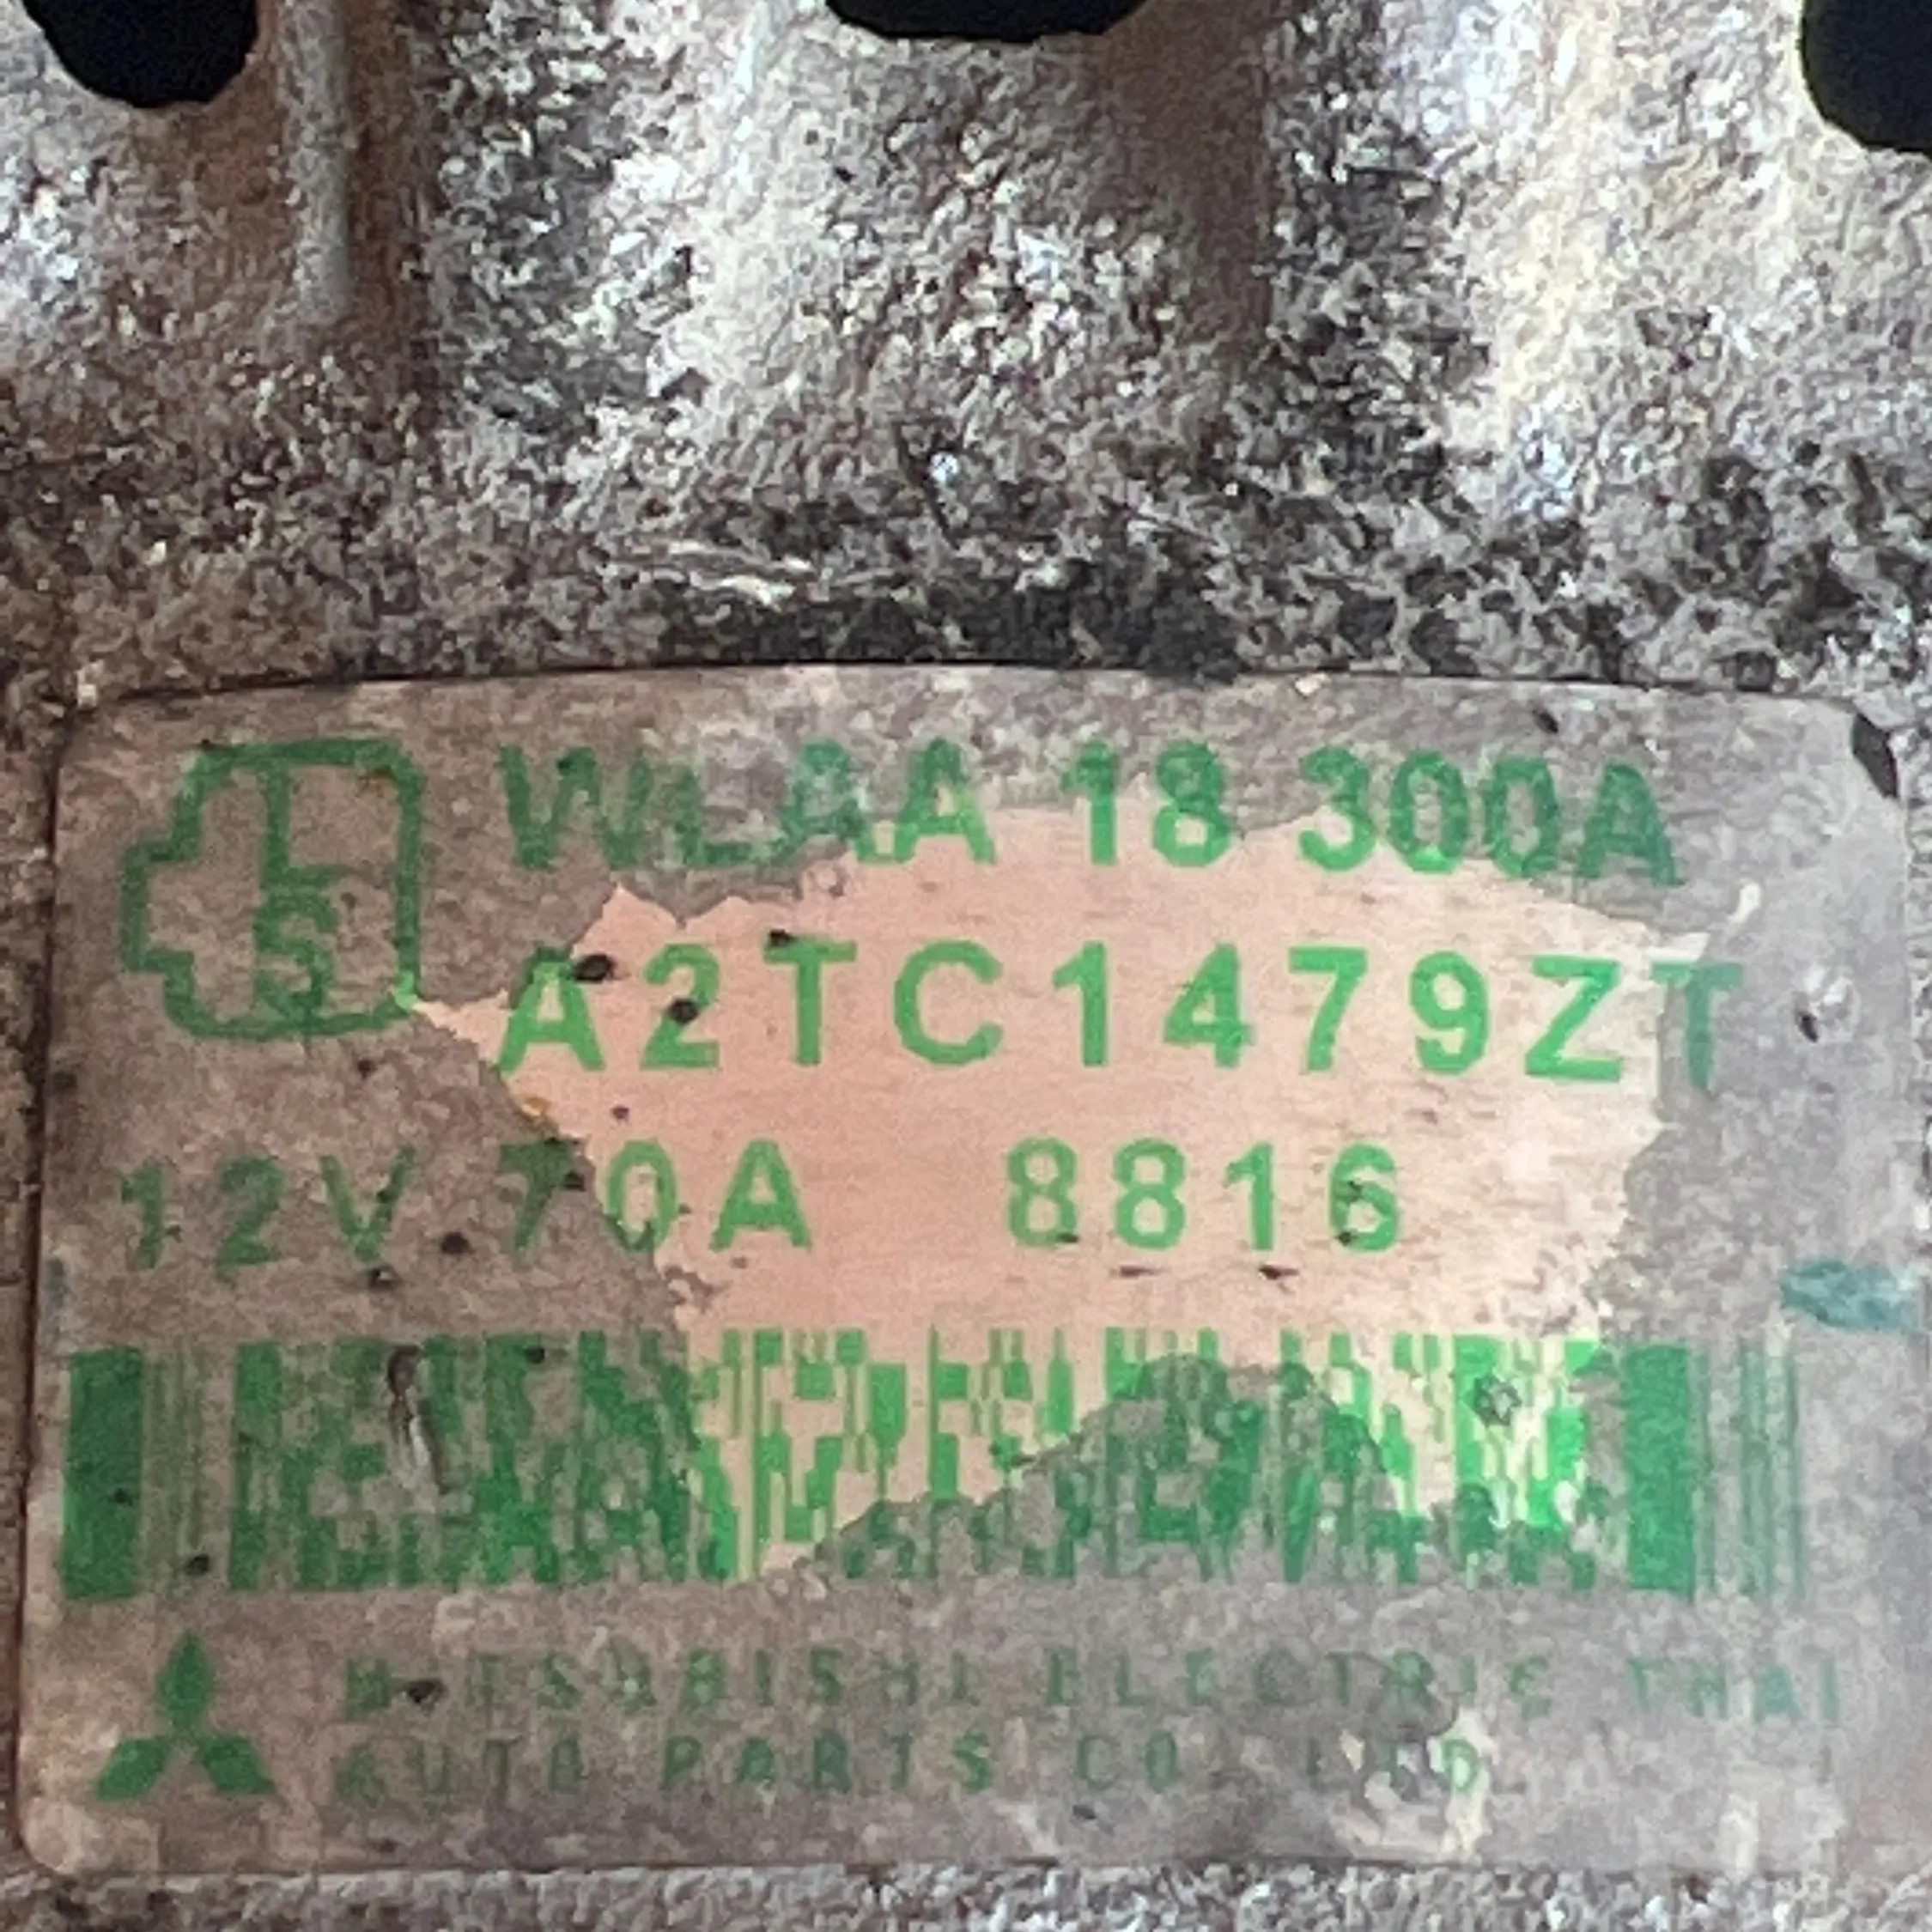 L
S
WLAA 18 300A
A2TC1479ZT
12V 70A 8816
MITSUBISHI ELECTRIC THAI
AUTO PARTS CO. LTD